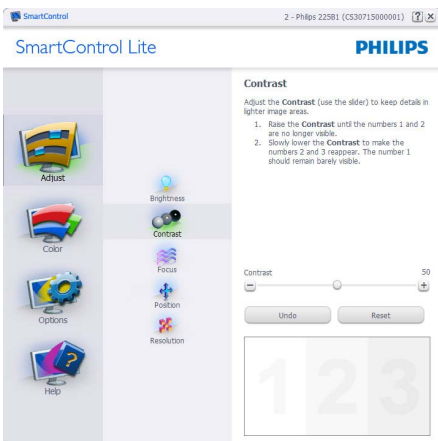 SmartControl
2 - Philips 225B1 (CS30715000001)
SmartControl Lite
PHILIPS
Adjust
Color
Options
Help
Brightness
Contrast
Focus
Position
Resolution
Contrast
Adjust the Contrast (use the slider) to keep details in
lighter image areas.
1. Raise the Contrast until the numbers 1 and 2
are no longer visible.
2. Slowly lower the Contrast to make the
numbers 2 and 3 reappear. The number 1
should remain barely visible.
Contrast 50
Undo Reset
1 2 3